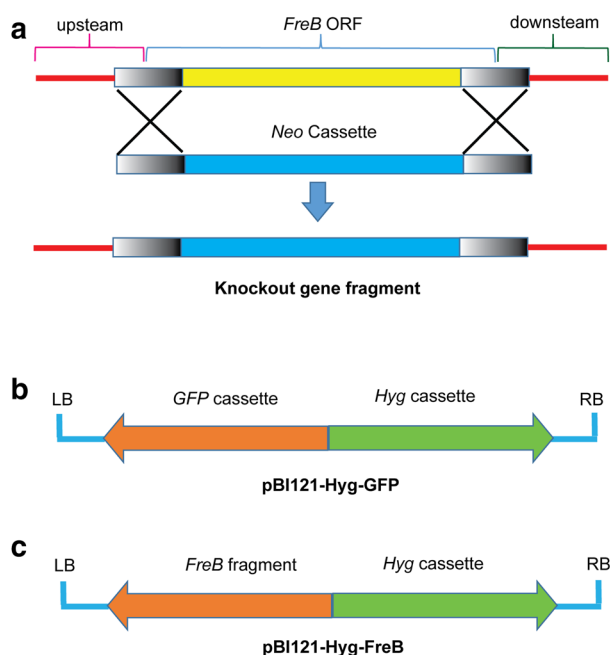 a
upsteam
FreB ORF
downsteam
Neo Cassette
Knockout gene fragment
b
LB
GFP cassette
Hyg cassette
RB
pBI121-Hyg-GFP
c
LB
FreB fragment
Hyg cassette
RB
pBI121-Hyg-FreB